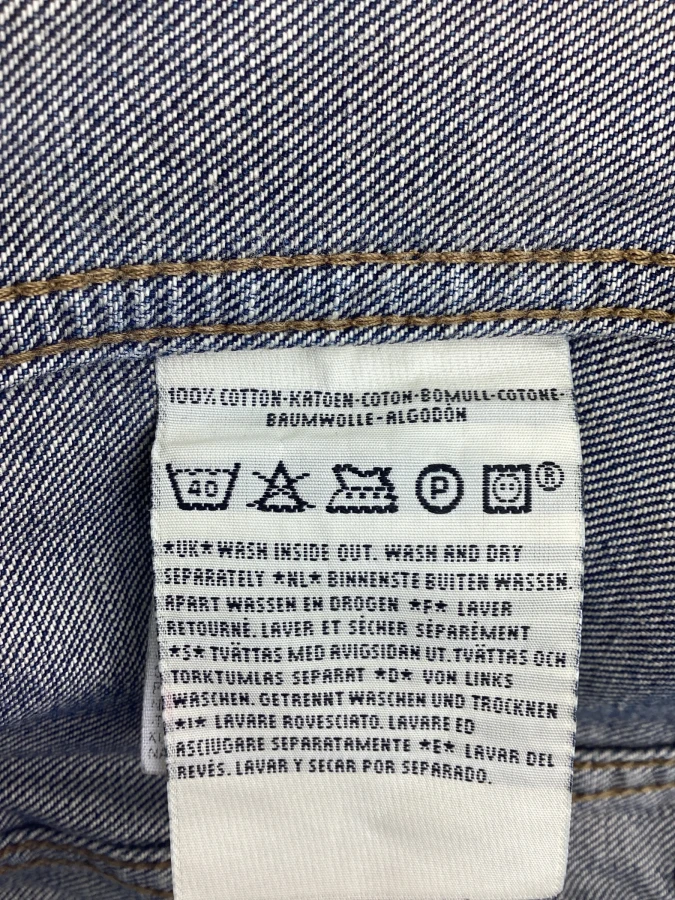 100% COTTON-KATOEN-COTON-BOMULL-COTONE-
BAUMWOLLE-ALGODÓN
40 P ®
*UK* WASH INSIDE OUT. WASH AND DRY
SEPARATELY *NL* BINNENSTE BUITEN WASSEN.
APART WASSEN EN DROGEN *F* LAVER
RETOURNÉ. LAVER ET SÉCHER SÉPARÉMENT
*S* TVÄTTAS MED AVIGSIDAN UT. TVÄTTAS OCH
TORKTUMLAS SEPARAT *D* VON LINKS
WASCHEN. GETRENNT WASCHEN UND TROCKNEN
*I* LAVARE ROVESCIATO. LAVARE ED
ASCIUGARE SEPARATAMENTE *E* LAVAR DEL
REVÉS. LAVAR Y SECAR POR SEPARADO.